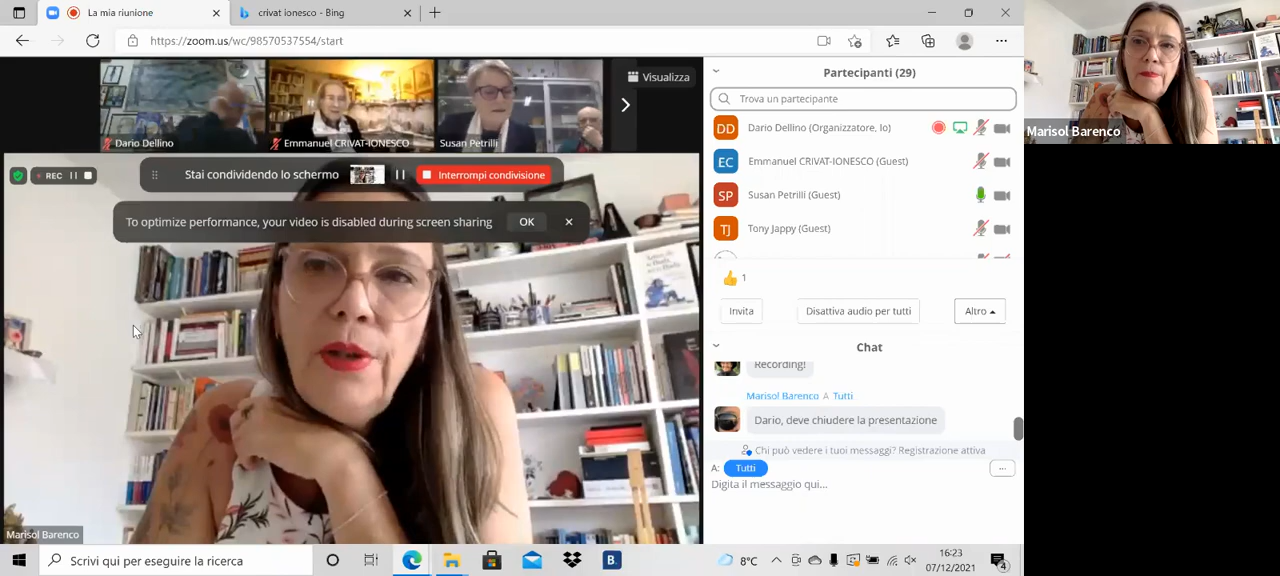 La mia riunione
crivat ionesco - Bing
https://zoom.us/wc/98570537554/start
Visualizza
Dario Dellino
Emmanuel CRIVAT-IONESCO
Susan Petrilli
REC
Stai condividendo lo schermo
Interrompi condivisione
To optimize performance, your video is disabled during screen sharing
OK
Marisol Barenco
Partecipanti (29)
Trova un partecipante
DD Dario Dellino (Organizzatore, Io)
EC Emmanuel CRIVAT-IONESCO (Guest)
SP Susan Petrilli (Guest)
TJ Tony Jappy (Guest)
1
Invita
Disattiva audio per tutti
Altro
Chat
Recording!
Marisol Barenco A Tutti
Dario, deve chiudere la presentazione
Chi può vedere i tuoi messaggi? Registrazione attiva
A: Tutti
Digita il messaggio qui...
Marisol Barenco
Scrivi qui per eseguire la ricerca
B.
8°C
16:23
07/12/2021
4